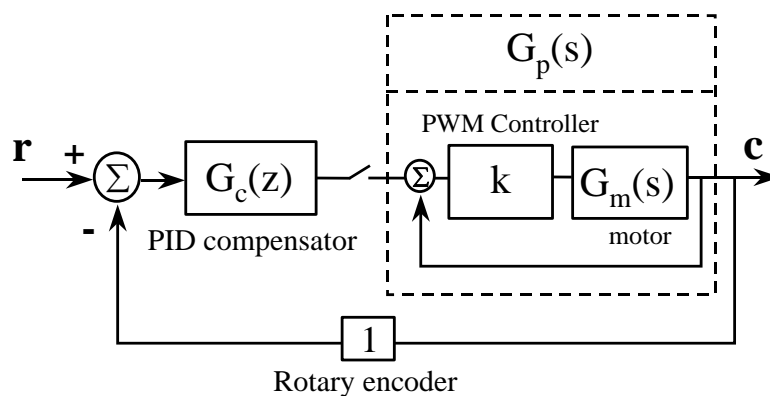 G_p(s)
PWM Controller
r
+
Σ
G_c(z)
Σ
k
G_m(s)
c
-
PID compensator
motor
1
Rotary encoder